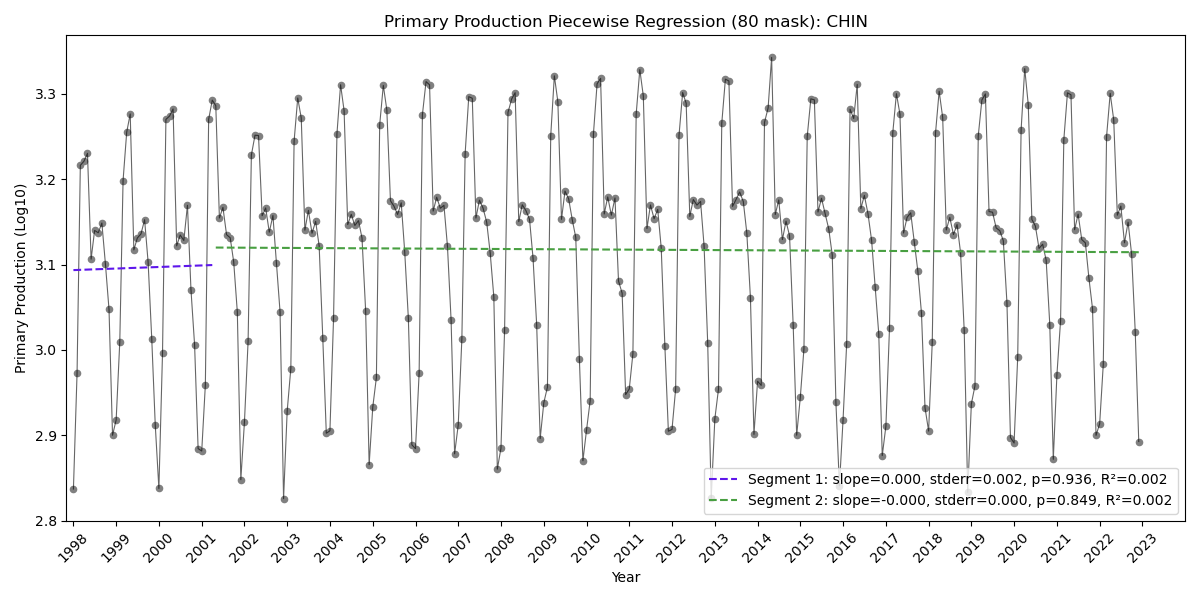 Primary Production Piecewise Regression (80 mask): CHIN
Primary Production (Log10)
3.3
3.2
3.1
3.0
2.9
2.8
Segment 1: slope=0.000, stderr=0.002, p=0.936, R²=0.002
Segment 2: slope=-0.000, stderr=0.000, p=0.849, R²=0.002
1998 1999 2000 2001 2002 2003 2004 2005 2006 2007 2008 2009 2010 2011 2012 2013 2014 2015 2016 2017 2018 2019 2020 2021 2022 2023
Year